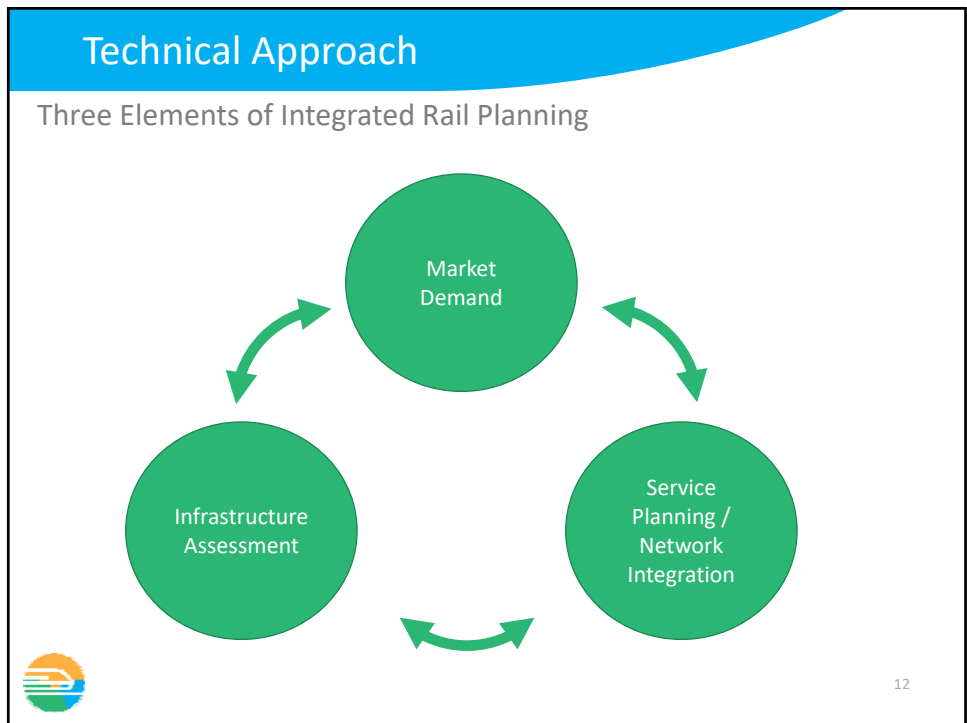 Technical Approach
Three Elements of Integrated Rail Planning
Market
Demand
Infrastructure
Assessment
Service
Planning /
Network
Integration
12